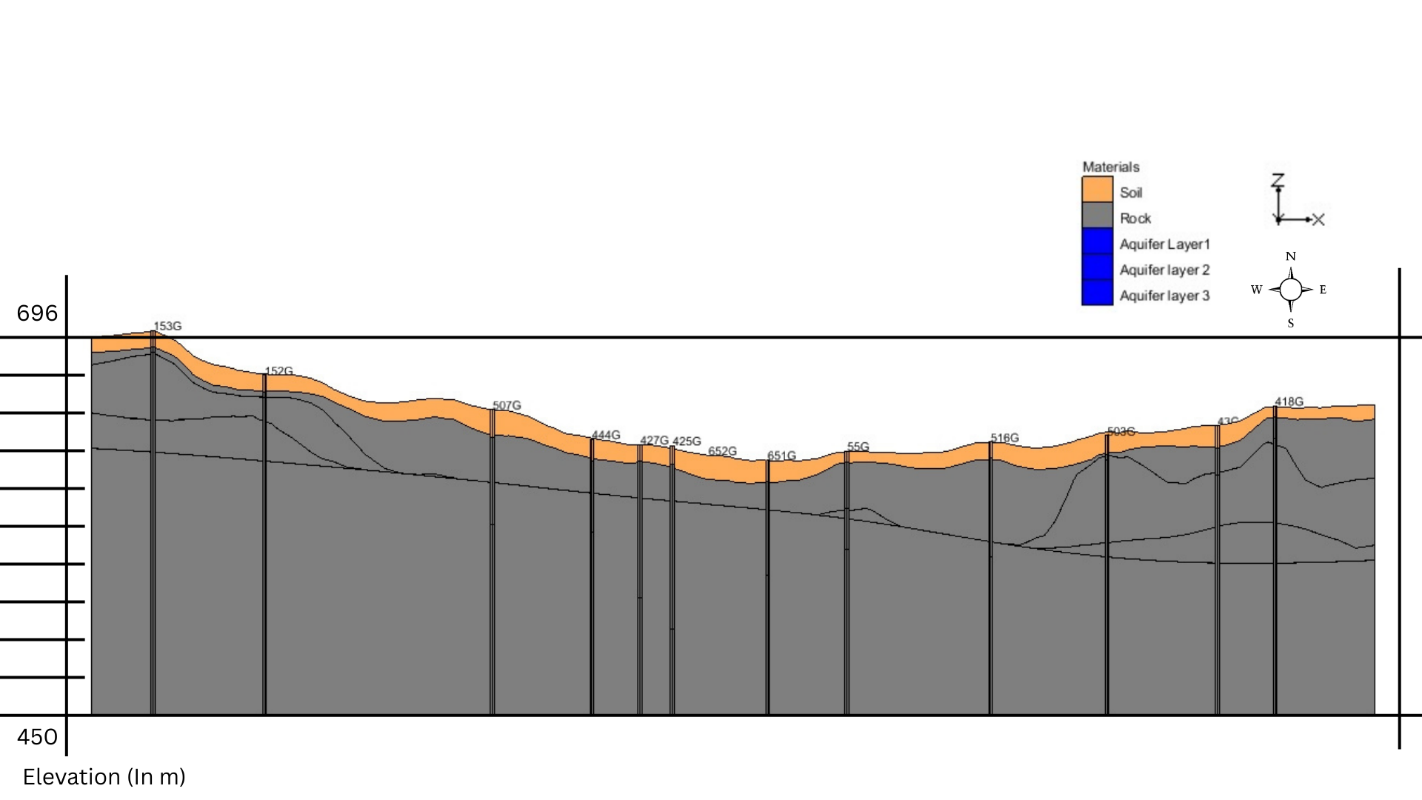 Materials
Soil
Rock
Aquifer Layer1
Aquifer layer 2
Aquifer layer 3
Z
X
N
W E
S
696
153G
152G
507G
444G
427G
425G
652G
651G
55G
516G
503G
43G
418G
450
Elevation (In m)